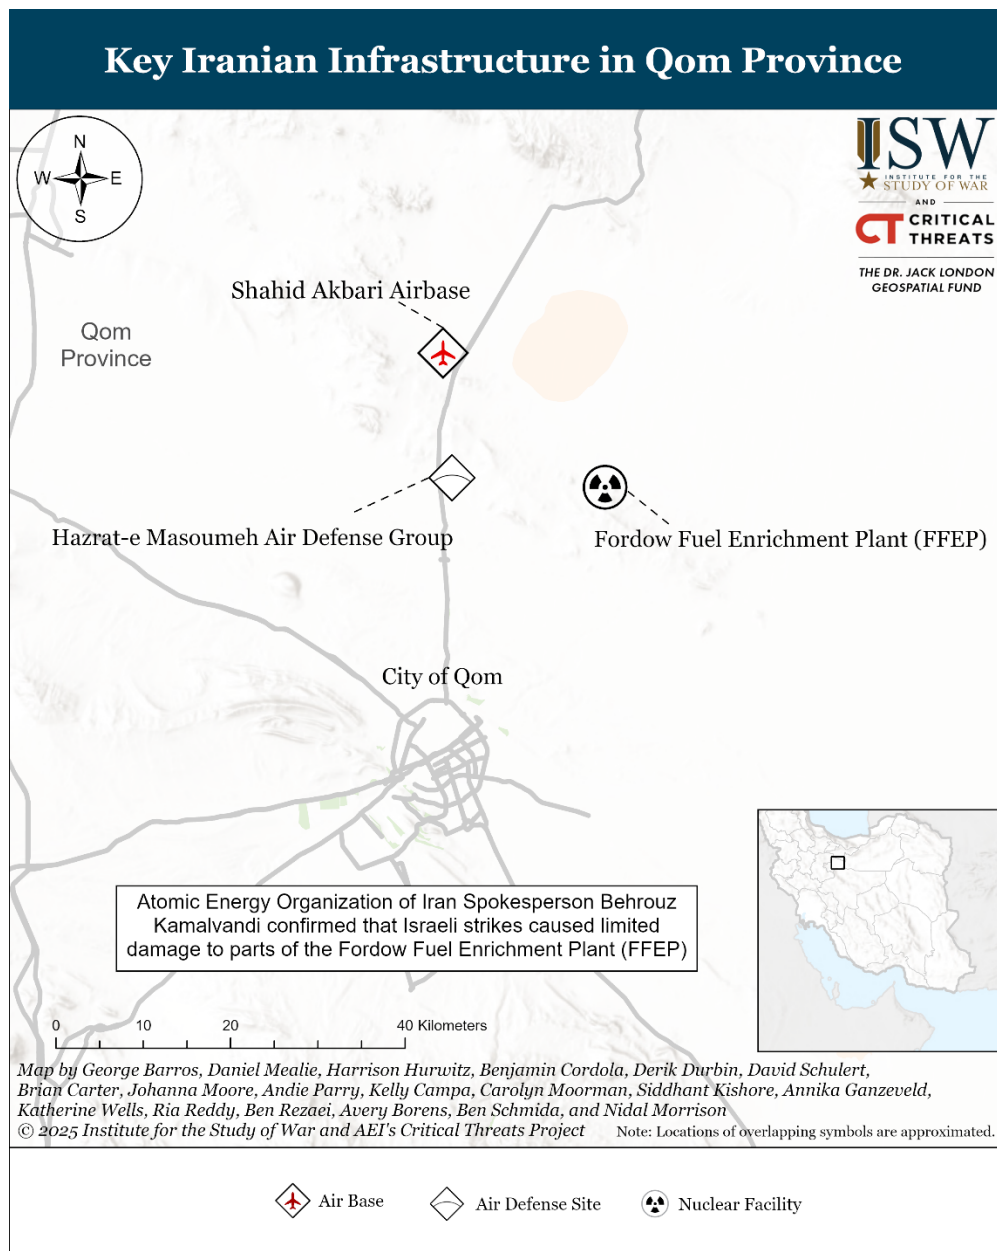 Key Iranian Infrastructure in Qom Province
N
W E
S
ISW
INSTITUTE FOR THE
STUDY OF WAR
AND
CT CRITICAL
THREATS
THE DR. JACK LONDON
GEOSPATIAL FUND
Shahid Akbari Airbase
Qom
Province
Hazrat-e Masoumeh Air Defense Group
Fordow Fuel Enrichment Plant (FFEP)
City of Qom
Atomic Energy Organization of Iran Spokesperson Behrouz
Kamalvandi confirmed that Israeli strikes caused limited
damage to parts of the Fordow Fuel Enrichment Plant (FFEP)
0 10 20 40 Kilometers
Map by George Barros, Daniel Mealie, Harrison Hurwitz, Benjamin Cordola, Derik Durbin, David Schulert,
Brian Carter, Johanna Moore, Andie Parry, Kelly Campa, Carolyn Moorman, Siddhant Kishore, Annika Ganzeveld,
Katherine Wells, Ria Reddy, Ben Rezaei, Avery Borens, Ben Schmida, and Nidal Morrison
© 2025 Institute for the Study of War and AEI's Critical Threats Project
Note: Locations of overlapping symbols are approximated.
Air Base
Air Defense Site
Nuclear Facility